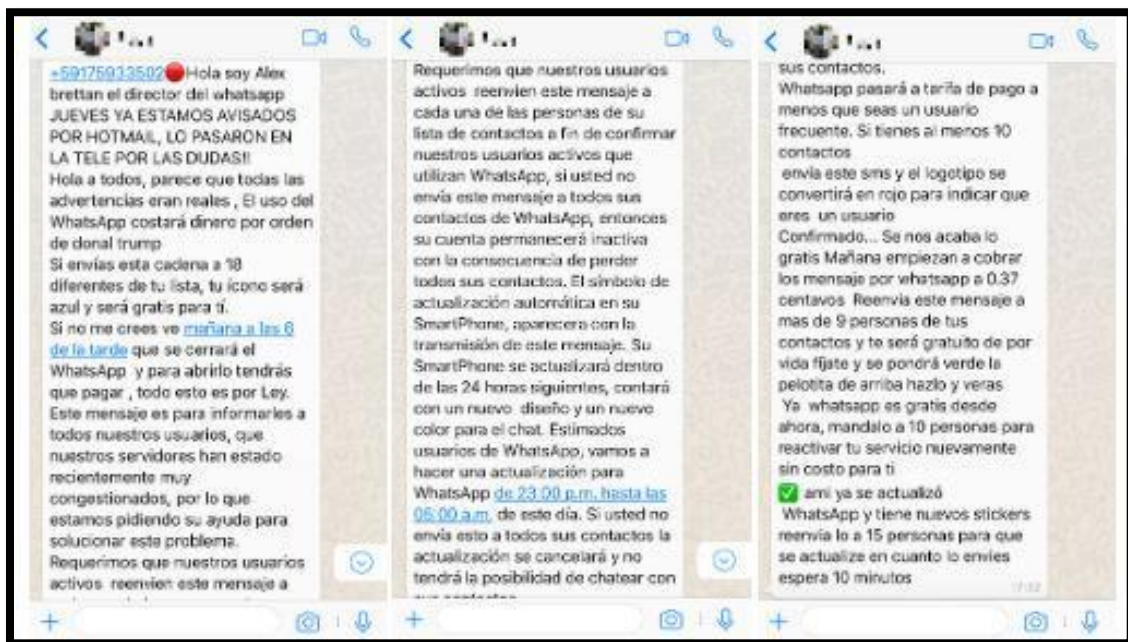 +59175933502🔴Hola soy Alex
brettan el director del whatsapp
JUEVES YA ESTAMOS AVISADOS
POR HOTMAIL, LO PASARON EN
LA TELE POR LAS DUDAS!!
Hola a todos, parece que todas las
advertencias eran reales , El uso del
WhatsApp costará dinero por orden
de donal trump
Si envías esta cadena a 18
diferentes de tu lista, tu icono será
azul y será gratis para ti.
Si no me crees ve mañana a las 6
de la tarde que se cerrará el
WhatsApp y para abrirlo tendrás
que pagar , todo esto es por Ley.
Este mensaje es para informarles a
todos nuestros usuarios, que
nuestros servidores han estado
recientemente muy
congestionados, por lo que
estamos pidiendo su ayuda para
solucionar este problema.
Requerimos que nuestros usuarios
activos reenvien este mensaje a
Requerimos que nuestros usuarios
activos reenvien este mensaje a
cada una de las personas de su
lista de contactos a fin de confirmar
nuestros usuarios activos que
utilizan WhatsApp, si usted no
envía este mensaje a todos sus
contactos de WhatsApp, entonces
su cuenta permanecerá inactiva
con la consecuencia de perder
todos sus contactos. El símbolo de
actualización automática en su
SmartPhone, aparecera con la
transmisión de este mensaje. Su
SmartPhone se actualizará dentro
de las 24 horas siguientes, contará
con un nuevo diseño y un nuevo
color para el chat. Estimados
usuarios de WhatsApp, vamos a
hacer una actualización para
WhatsApp de 23:00 p.m. hasta las
05:00 a.m. de este día. Si usted no
envía esto a todos sus contactos la
actualización se cancelará y no
tendrá la posibilidad de chatear con
sus contactos.
sus contactos.
Whatsapp pasará a tarifa de pago a
menos que seas un usuario
frecuente. Si tienes al menos 10
contactos
envía este sms y el logotipo se
convertirá en rojo para indicar que
eres un usuario
Confirmado... Se nos acaba lo
gratis Mañana empiezan a cobrar
los mensaje por whatsapp a 0.37
centavos Reenvia este mensaje a
mas de 9 personas de tus
contactos y te será gratuito de por
vida fíjate y se pondrá verde la
pelotita de arriba hazlo y veras
Ya whatsapp es gratis desde
ahora, mandalo a 10 personas para
reactivar tu servicio nuevamente
sin costo para ti
✅ ami ya se actualizó
WhatsApp y tiene nuevos stickers
reenvia lo a 15 personas para que
se actualize en cuanto lo envies
espera 10 minutos